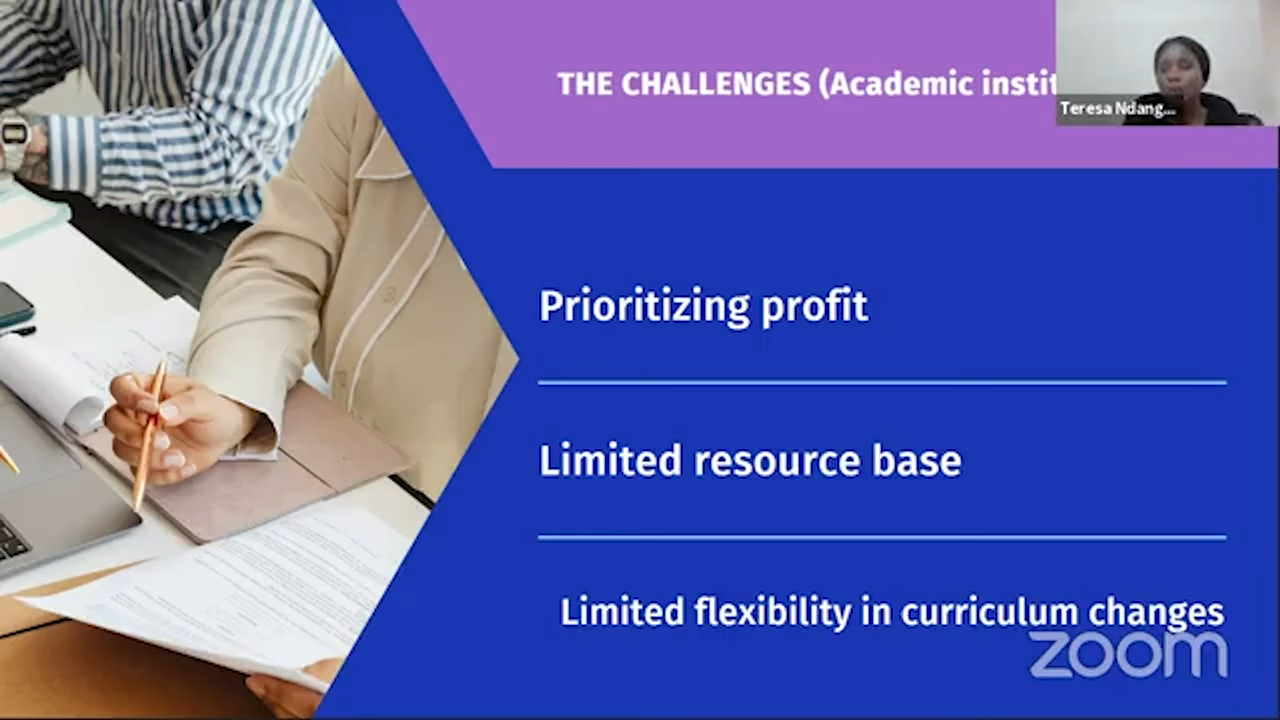 THE CHALLENGES (Academic instit
Teresa Ndang...
Prioritizing profit
Limited resource base
Limited flexibility in curriculum changes
zoom